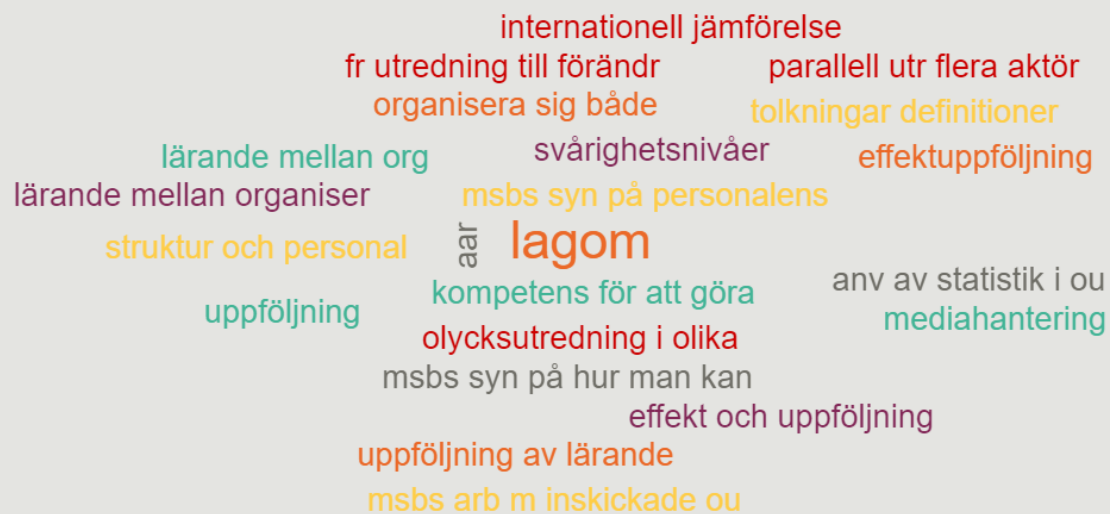 internationell jämförelse
fr utredning till förändr
parallell utr flera aktör
organisera sig både
tolkningar definitioner
svårighetsnivåer
lärande mellan org
effektuppföljning
lärande mellan organiser
msbs syn på personalens
struktur och personal
aar
lagom
anv av statistik i ou
kompetens för att göra
uppföljning
mediahantering
olycksutredning i olika
msbs syn på hur man kan
effekt och uppföljning
uppföljning av lärande
msbs arb m inskickade ou